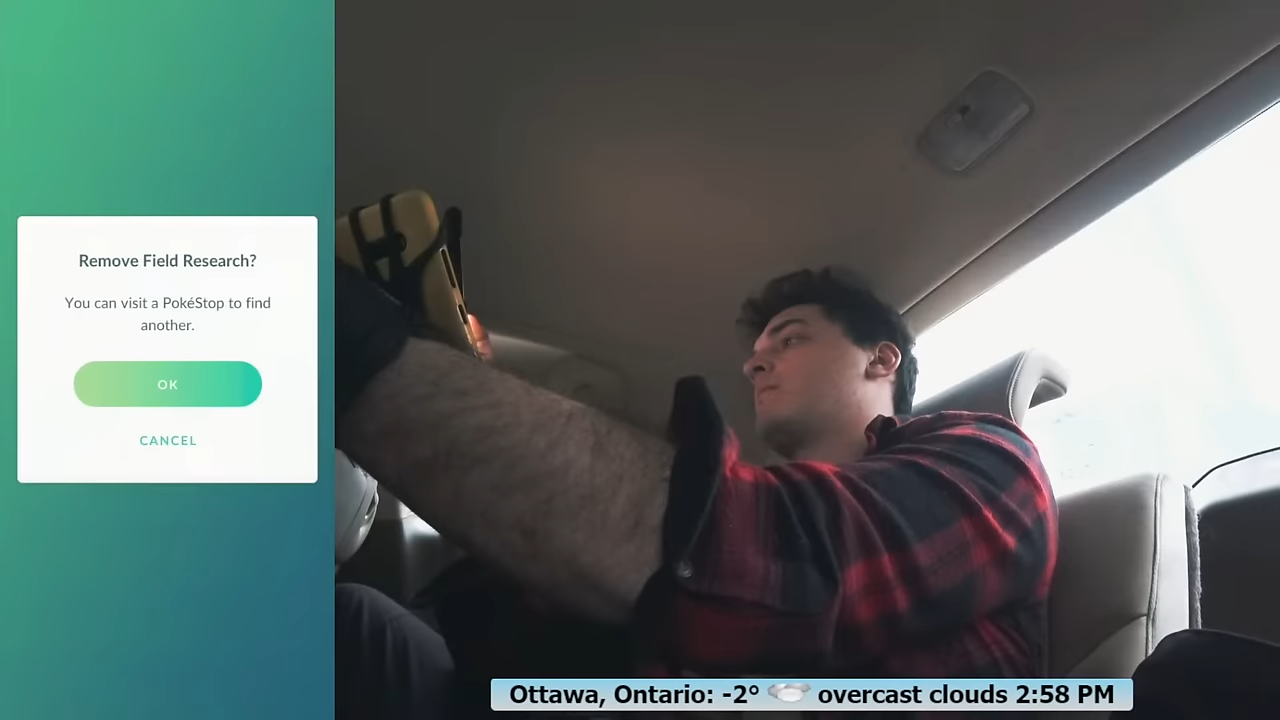 Remove Field Research?
You can visit a PokéStop to find
another.
OK
CANCEL
Ottawa, Ontario: -2° overcast clouds 2:58 PM